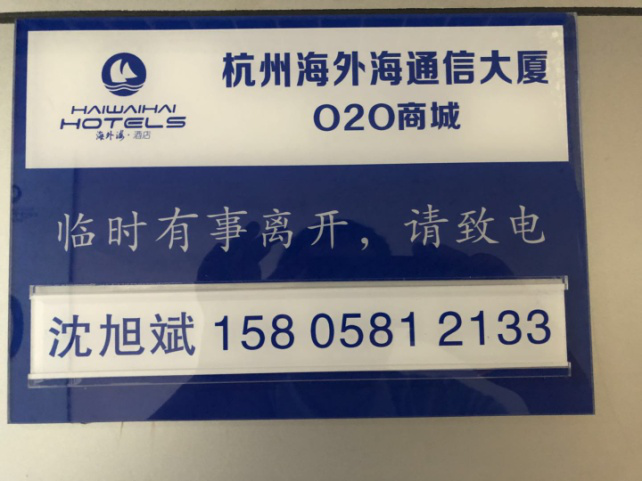 杭州海外海通信大厦
O2O商城
HAIWAIHAI
HOTELS
海外海·酒店
临时有事离开，请致电
沈旭斌 158 0581 2133